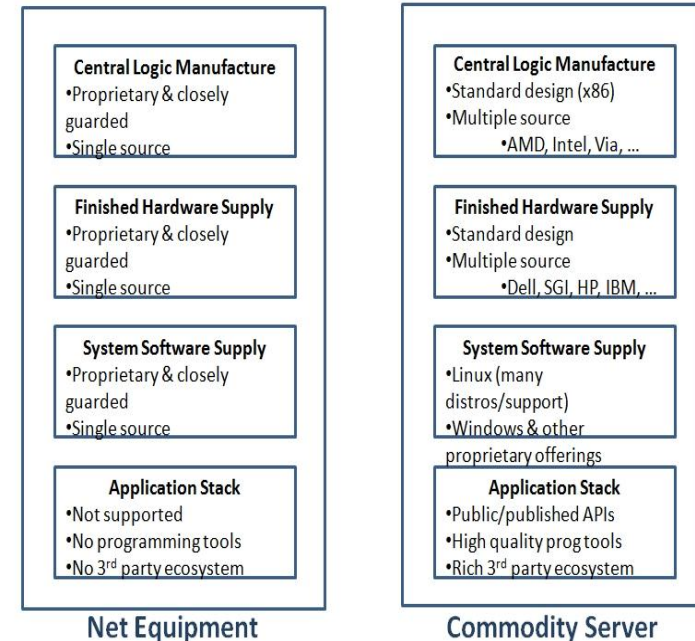 Central Logic Manufacture
•Proprietary & closely
guarded
•Single source
Finished Hardware Supply
•Proprietary & closely
guarded
•Single source
System Software Supply
•Proprietary & closely
guarded
•Single source
Application Stack
•Not supported
•No programming tools
•No 3rd party ecosystem
Net Equipment
Central Logic Manufacture
•Standard design (x86)
•Multiple source
•AMD, Intel, Via, ...
Finished Hardware Supply
•Standard design
•Multiple source
•Dell, SGI, HP, IBM, ...
System Software Supply
•Linux (many
distros/support)
•Windows & other
proprietary offerings
Application Stack
•Public/published APIs
•High quality prog tools
•Rich 3rd party ecosystem
Commodity Server